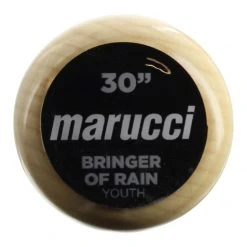 30”
marucci
BRINGER
OF RAIN
YOUTH